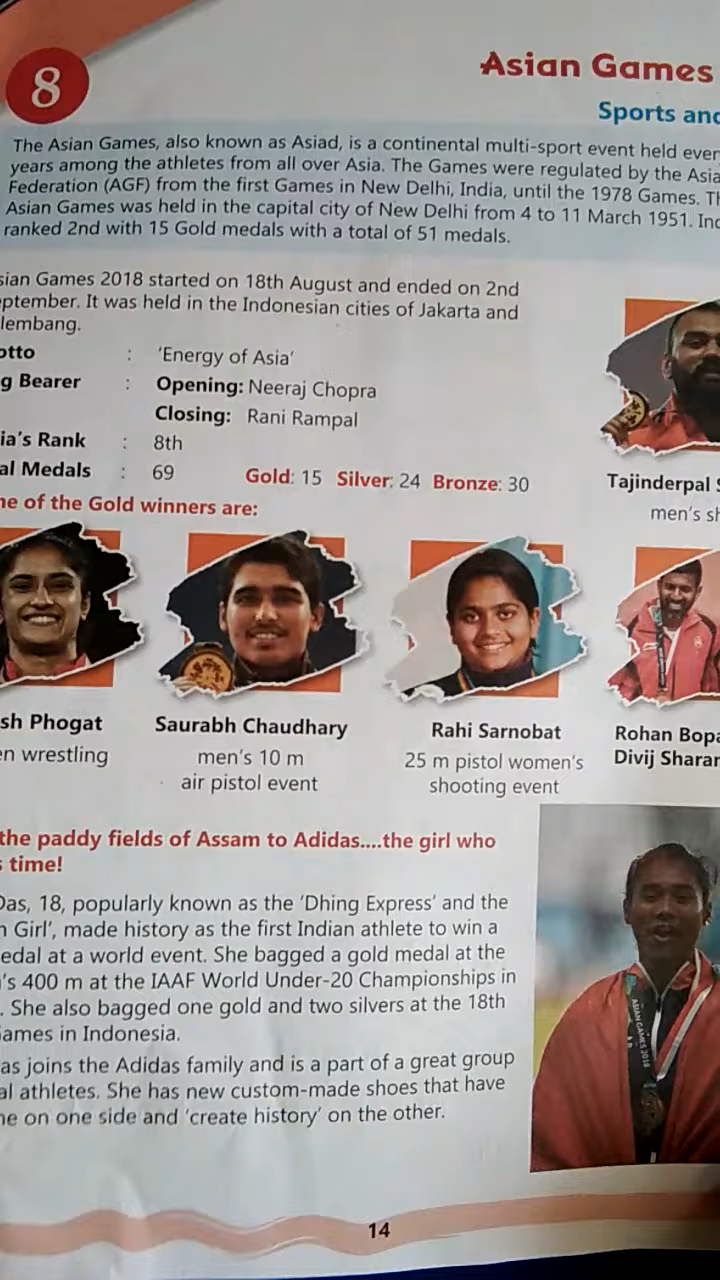 8
Asian Games
Sports and
The Asian Games, also known as Asiad, is a continental multi-sport event held ever
years among the athletes from all over Asia. The Games were regulated by the Asia
Federation (AGF) from the first Games in New Delhi, India, until the 1978 Games. Th
Asian Games was held in the capital city of New Delhi from 4 to 11 March 1951. Ind
ranked 2nd with 15 Gold medals with a total of 51 medals.
sian Games 2018 started on 18th August and ended on 2nd
eptember. It was held in the Indonesian cities of Jakarta and
lembang.
otto : ‘Energy of Asia’
g Bearer : Opening: Neeraj Chopra
Closing: Rani Rampal
ia’s Rank : 8th
al Medals : 69 Gold: 15 Silver: 24 Bronze: 30
ne of the Gold winners are:
Tajinderpal S
men’s sh
sh Phogat
en wrestling
Saurabh Chaudhary
men’s 10 m
air pistol event
Rahi Sarnobat
25 m pistol women’s
shooting event
Rohan Bopa
Divij Sharan
the paddy fields of Assam to Adidas....the girl who
s time!
Das, 18, popularly known as the ‘Dhing Express’ and the
n Girl’, made history as the first Indian athlete to win a
edal at a world event. She bagged a gold medal at the
’s 400 m at the IAAF World Under-20 Championships in
. She also bagged one gold and two silvers at the 18th
Games in Indonesia.
as joins the Adidas family and is a part of a great group
al athletes. She has new custom-made shoes that have
ne on one side and ‘create history’ on the other.
ASIAN GAMES 2018
14